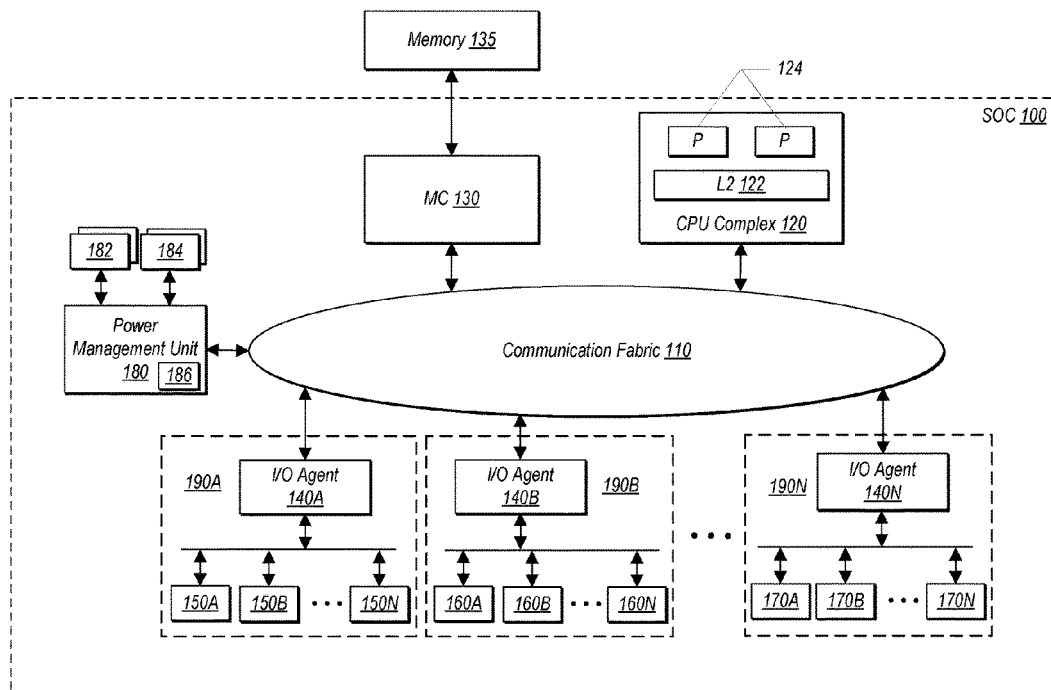 Memory 135
124
SOC 100
P P
L2 122
CPU Complex 120
MC 130
182 184
Power
Management Unit
180 186
Communication Fabric 110
190A
I/O Agent
140A
I/O Agent
140B
190B
190N
I/O Agent
140N
• • •
150A 150B • • • 150N
160A 160B • • • 160N
170A 170B • • • 170N